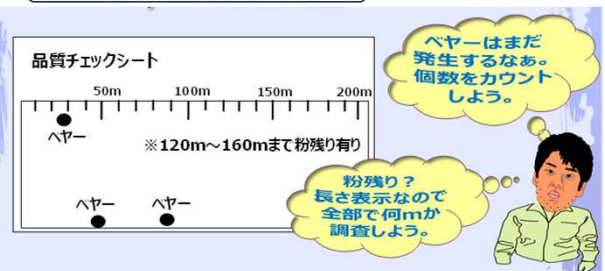 品質チェックシート
50m 100m 150m 200m
ベヤー
※120m～160mまで粉残り有り
ベヤー ベヤー
ベヤーはまだ
発生するなぁ。
個数をカウント
しよう。
粉残り？
長さ表示なので
全部で何mか
調査しよう。